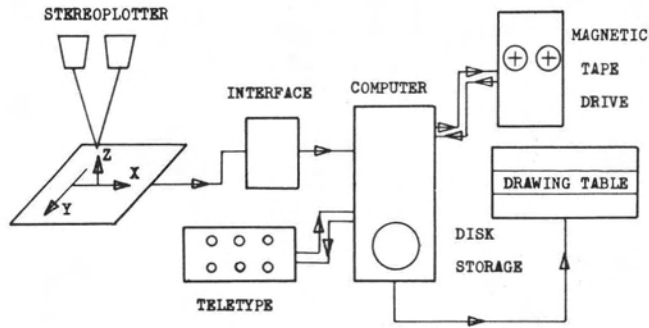 STEREOPLOTTER
MAGNETIC
TAPE
DRIVE
INTERFACE
COMPUTER
Z
X
Y
DRAWING TABLE
DISK
STORAGE
TELETYPE